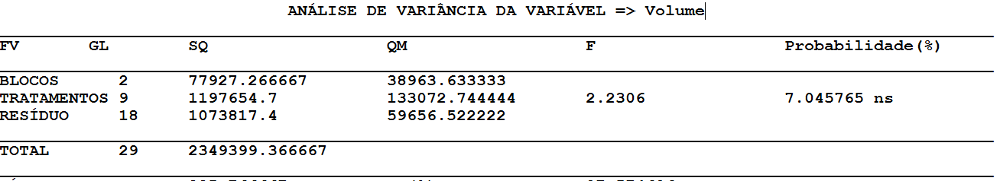 ANÁLISE DE VARIÂNCIA DA VARIÁVEL => Volume
FV GL SQ QM F Probabilidade(%)
BLOCOS 2 77927.266667 38963.633333
TRATAMENTOS 9 1197654.7 133072.744444 2.2306 7.045765 ns
RESÍDUO 18 1073817.4 59656.522222
TOTAL 29 2349399.366667